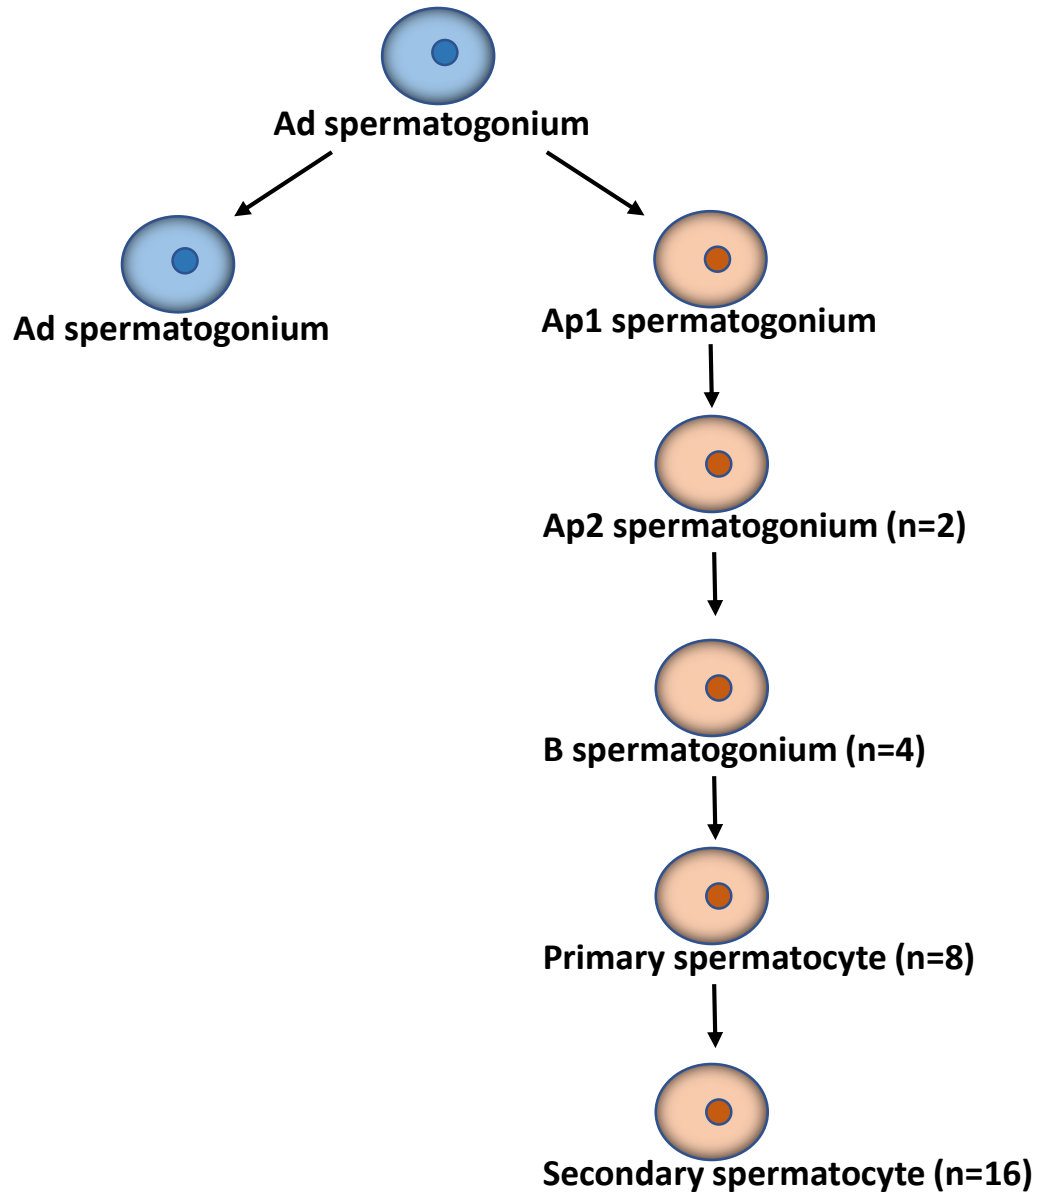 Ad spermatogonium
Ad spermatogonium
Ap1 spermatogonium
Ap2 spermatogonium (n=2)
B spermatogonium (n=4)
Primary spermatocyte (n=8)
Secondary spermatocyte (n=16)